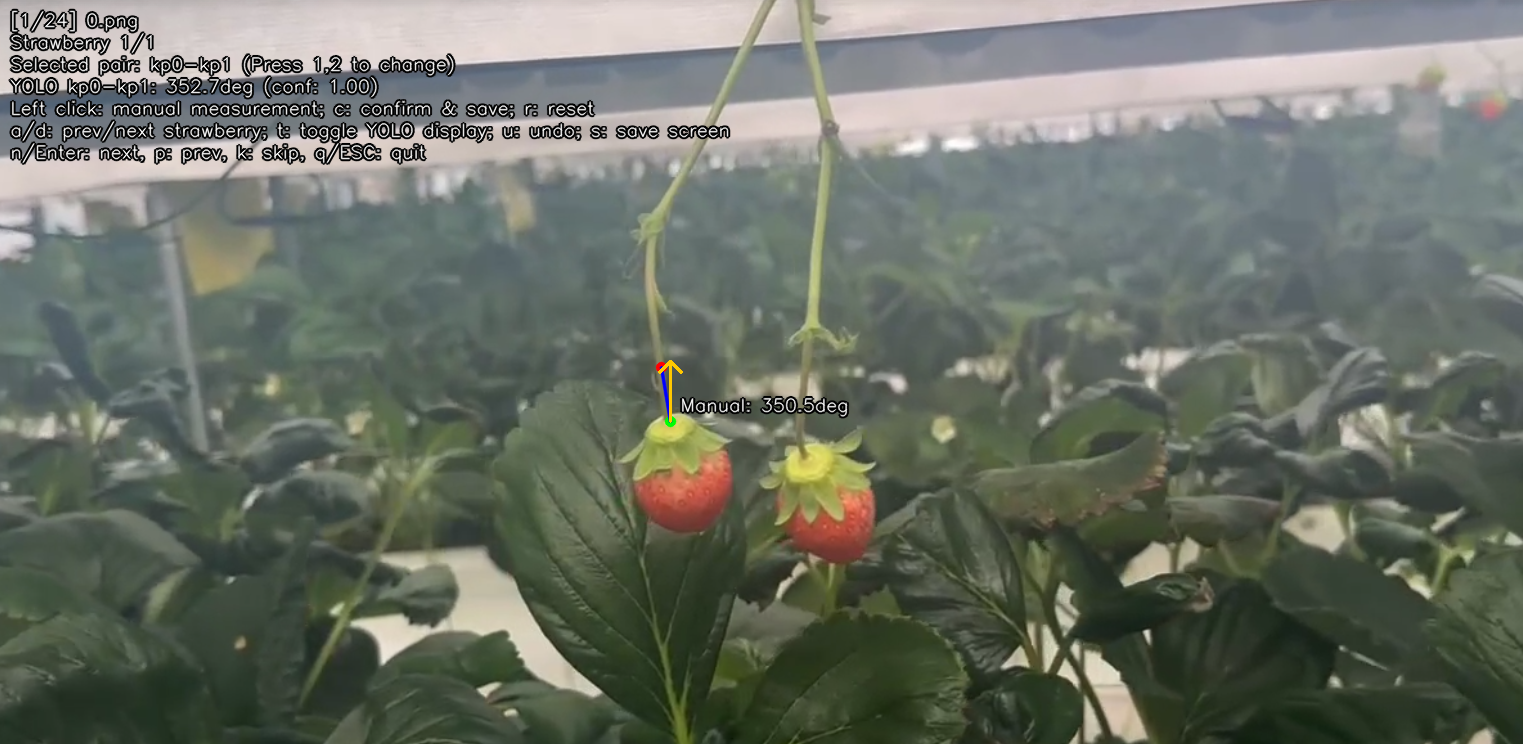 [1/24] 0.png
Strawberry 1/1
Selected pair: kp0-kp1 (Press 1,2 to change)
YOLO kp0-kp1: 352.7deg (conf: 1.00)
Left click: manual measurement; c: confirm & save; r: reset
a/d: prev/next strawberry; t: toggle YOLO display; u: undo; s: save screen
n/Enter: next, p: prev, k: skip, q/ESC: quit
Manual: 350.5deg